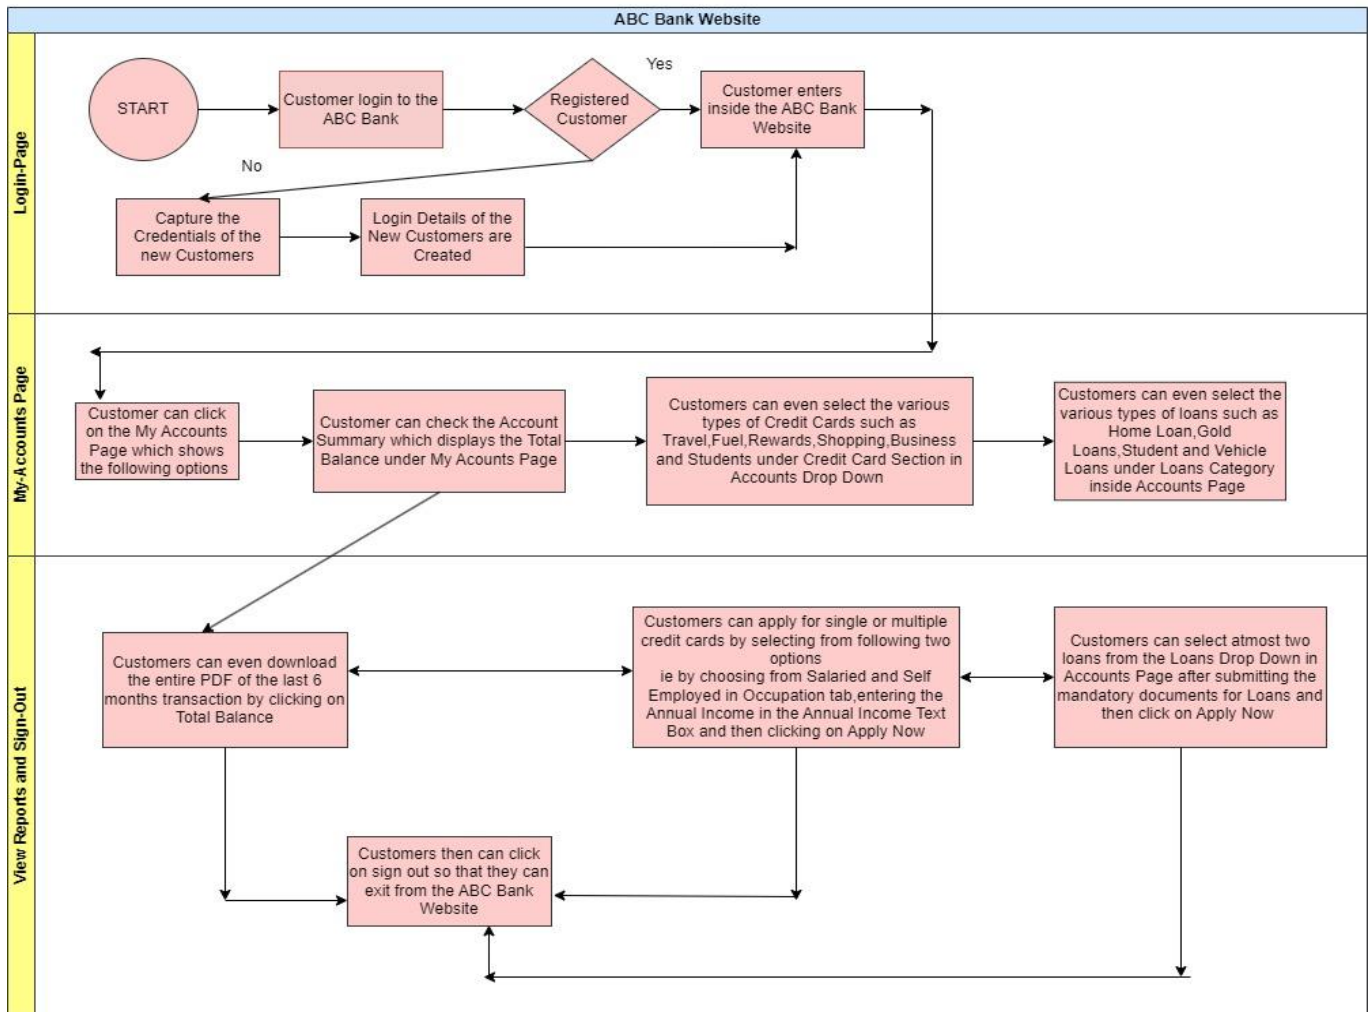 ABC Bank Website
Login-Page
START
Customer login to the
ABC Bank
Registered
Customer
Yes
Customer enters
inside the ABC Bank
Website
No
Capture the
Credentials of the
new Customers
Login Details of the
New Customers are
Created
My-Accounts Page
Customer can click
on the My Accounts
Page which shows
the following options
Customer can check the Account
Summary which displays the Total
Balance under My Acounts Page
Customers can even select the various
types of Credit Cards such as
Travel,Fuel,Rewards,Shopping,Business
and Students under Credit Card Section in
Accounts Drop Down
Customers can even select the
various types of loans such as
Home Loan,Gold
Loans,Student and Vehicle
Loans under Loans Category
inside Accounts Page
View Reports and Sign-Out
Customers can even download
the entire PDF of the last 6
months transaction by clicking on
Total Balance
Customers can apply for single or multiple
credit cards by selecting from following two
options
ie by choosing from Salaried and Self
Employed in Occupation tab,entering the
Annual Income in the Annual Income Text
Box and then clicking on Apply Now
Customers can select atmost two
loans from the Loans Drop Down in
Accounts Page after submitting the
mandatory documents for Loans and
then click on Apply Now
Customers then can click
on sign out so that they can
exit from the ABC Bank
Website